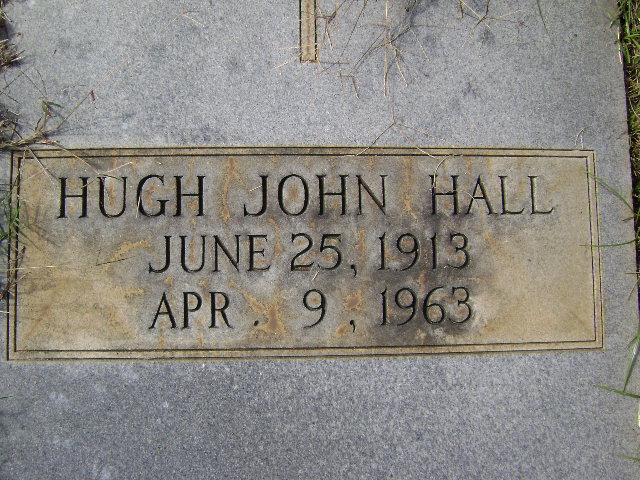 HUGH JOHN HALL
JUNE 25, 1913
APR. 9, 1963